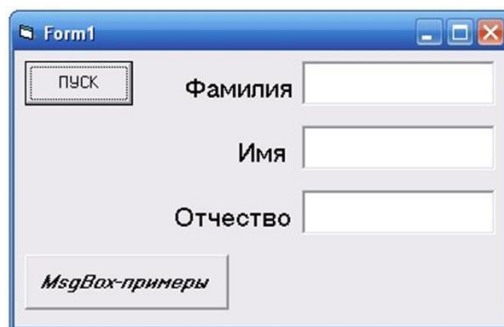 Form1
ПУСК
Фамилия
Имя
Отчество
MsgBox-примеры